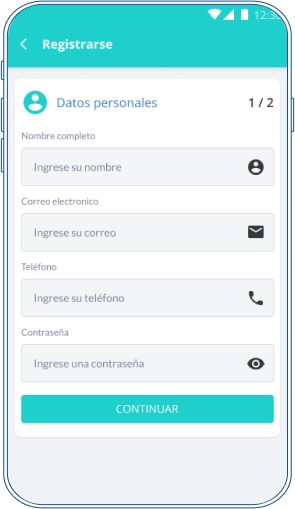 12:30
Registrarse
Datos personales 1 / 2
Nombre completo
Ingrese su nombre
Correo electronico
Ingrese su correo
Teléfono
Ingrese su teléfono
Contraseña
Ingrese una contraseña
CONTINUAR